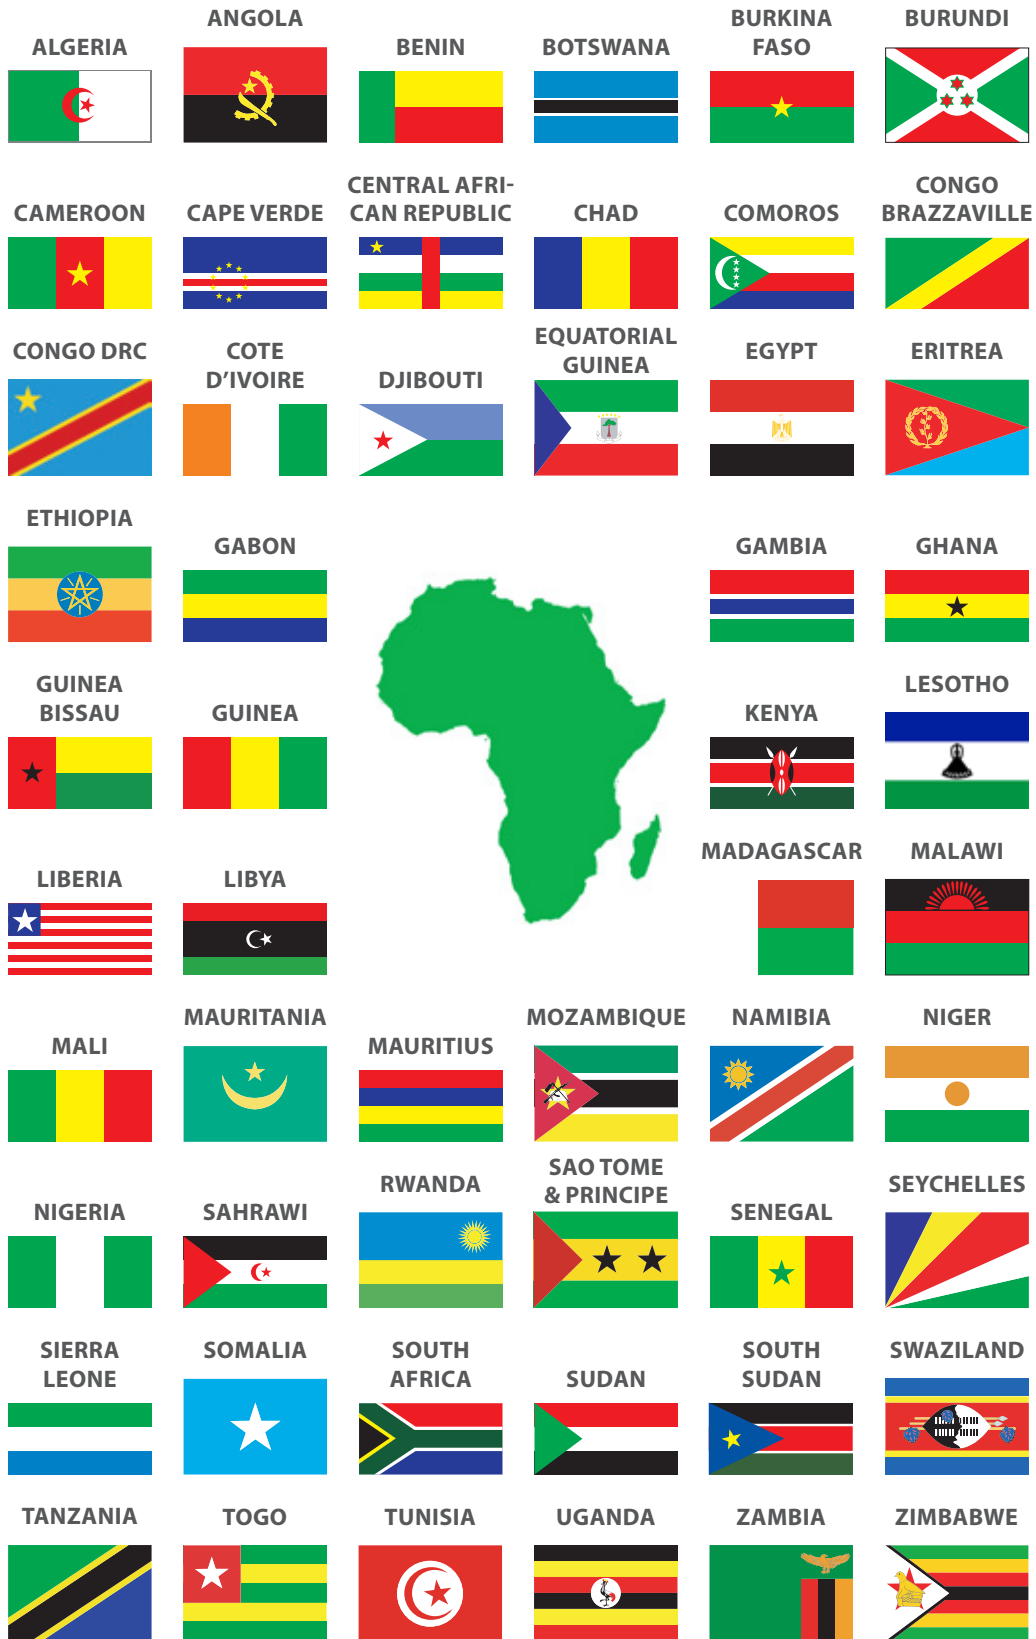 ALGERIA
ANGOLA
BENIN
BOTSWANA
BURKINA
FASO
BURUNDI
CAMEROON
CAPE VERDE
CENTRAL AFRI-
CAN REPUBLIC
CHAD
COMOROS
CONGO
BRAZZAVILLE
CONGO DRC
COTE
D’IVOIRE
DJIBOUTI
EQUATORIAL
GUINEA
EGYPT
ERITREA
ETHIOPIA
GABON
GAMBIA
GHANA
GUINEA
BISSAU
GUINEA
KENYA
LESOTHO
LIBERIA
LIBYA
MADAGASCAR
MALAWI
MALI
MAURITANIA
MAURITIUS
MOZAMBIQUE
NAMIBIA
NIGER
NIGERIA
SAHRAWI
RWANDA
SAO TOME
& PRINCIPE
SENEGAL
SEYCHELLES
SIERRA
LEONE
SOMALIA
SOUTH
AFRICA
SUDAN
SOUTH
SUDAN
SWAZILAND
TANZANIA
TOGO
TUNISIA
UGANDA
ZAMBIA
ZIMBABWE